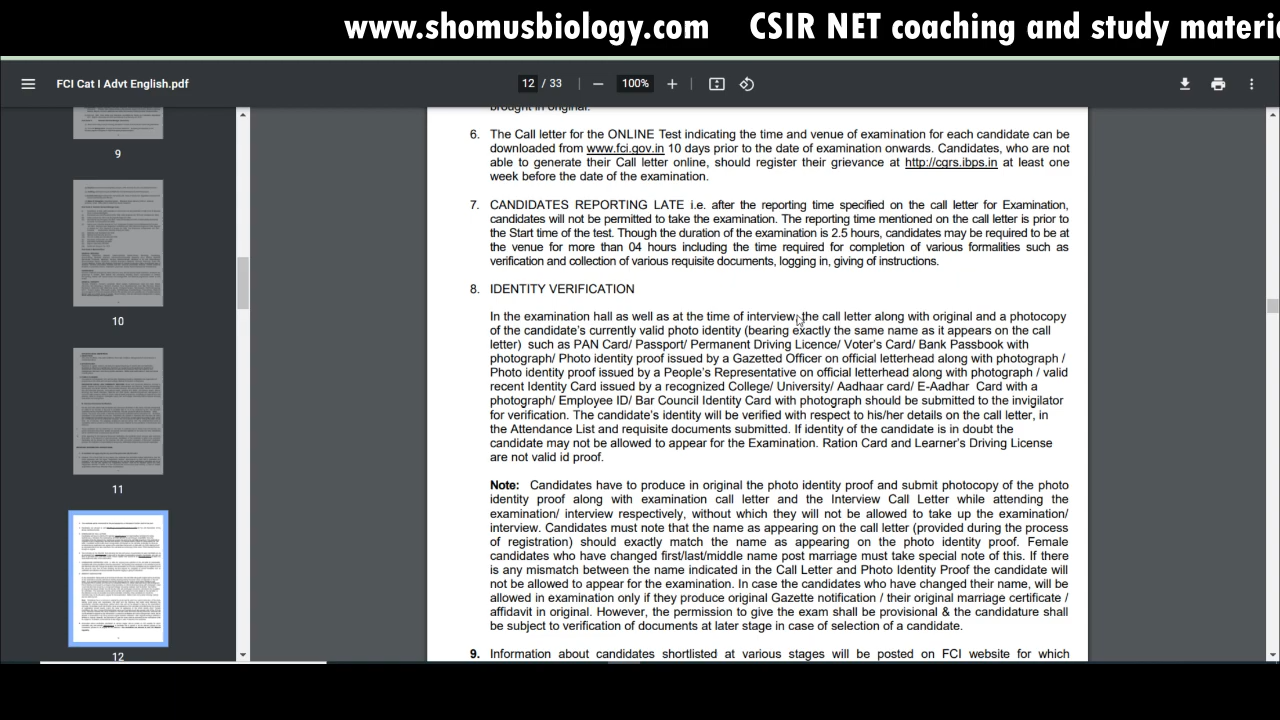 www.shomusbiology.com CSIR NET coaching and study materi
FCI Cat I Advt English.pdf
12 / 33
100%
9
10
11
12
brought in original.
6. The Call letter for the ONLINE Test indicating the time and venue of examination for each candidate can be
downloaded from www.fci.gov.in 10 days prior to the date of examination onwards. Candidates, who are not
able to generate their Call letter online, should register their grievance at http://cgrs.ibps.in at least one
week before the date of the examination.
7. CANDIDATES REPORTING LATE i.e. after the reporting time specified on the call letter for Examination,
candidates will not be permitted to take the examination. The reporting time mentioned on the call letter is prior to
the Start time of the test. Though the duration of the examination is 2.5 hours, candidates may be required to be at
the venue for more than 04 hours including the time required for completion of various formalities such as
verification and collection of various requisite documents, logging in, giving of instructions.
8. IDENTITY VERIFICATION
In the examination hall as well as at the time of interview, the call letter along with original and a photocopy
of the candidate's currently valid photo identity (bearing exactly the same name as it appears on the call
letter) such as PAN Card/ Passport/ Permanent Driving Licence/ Voter's Card/ Bank Passbook with
photograph/ Photo identity proof issued by a Gazetted Officer on official letterhead along with photograph /
Photo identity proof issued by a People's Representative on official letterhead along with photograph / valid
recent Identity Card issued by a recognized College/ University/ Aadhaar card/ E-Aadhar Card with a
photograph/ Employee ID/ Bar Council Identity Card with photograph should be submitted to the invigilator
for verification. The candidate's identity will be verified with respect to his/her details on the call letter, in
the Attendance List and requisite documents submitted. If identity of the candidate is in doubt the
candidate may not be allowed to appear for the Examination. Ration Card and Learner's Driving License
are not valid id proof.
Note: Candidates have to produce in original the photo identity proof and submit photocopy of the photo
identity proof along with examination call letter and the Interview Call Letter while attending the
examination/ interview respectively, without which they will not be allowed to take up the examination/
interview. Candidates must note that the name as appearing on the call letter (provided during the process
of registration) should exactly match the name as appearing on the photo identity proof. Female
candidates who have changed first/last/middle name post marriage must take special note of this. If there
is any mismatch between the name indicated in the Call Letter and Photo Identity Proof the candidate will
not be allowed to appear for the examination. In case the candidates who have changed their name, will be
allowed in examination only if they produce original Gazette notification / their original marriage certificate /
affidavit in original. However, the permission to give the exam shall be provisional & the candidature shall
be subject to verification of documents at later stage in case of selection of a candidate.
9. Information about candidates shortlisted at various stages will be posted on FCI website for which